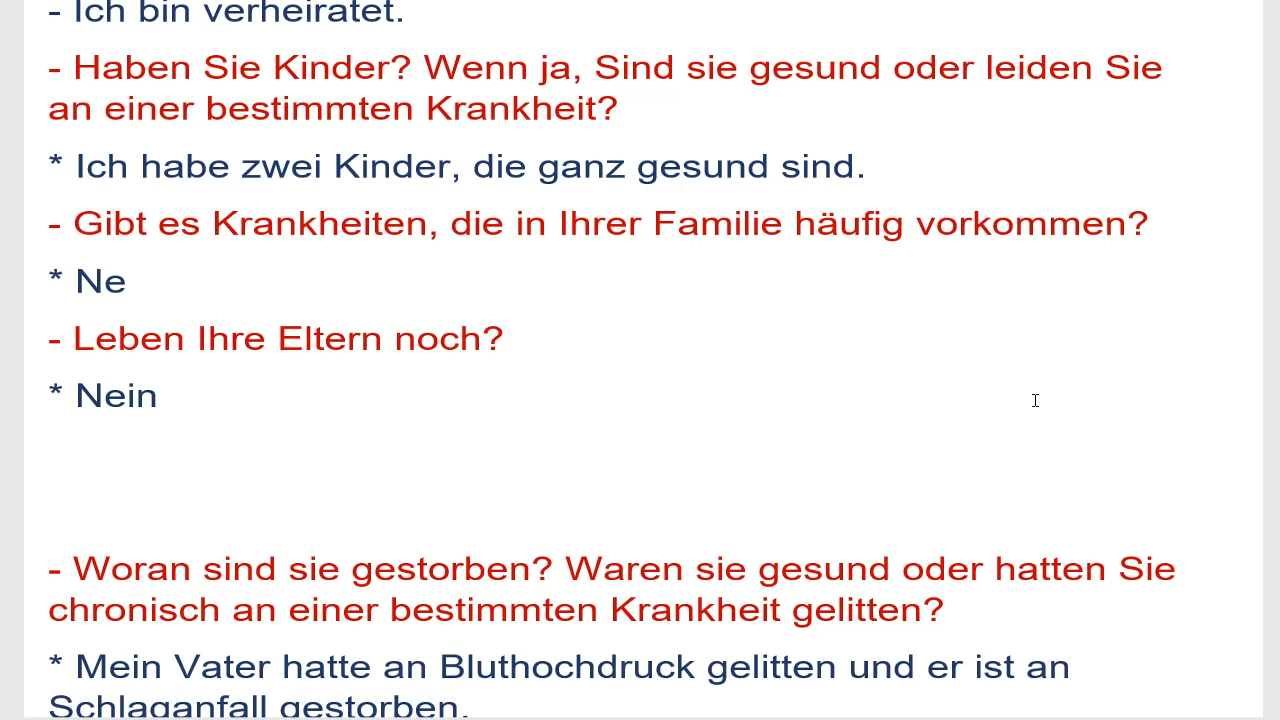 - Ich bin verheiratet.
- Haben Sie Kinder? Wenn ja, Sind sie gesund oder leiden Sie
an einer bestimmten Krankheit?
* Ich habe zwei Kinder, die ganz gesund sind.
- Gibt es Krankheiten, die in Ihrer Familie häufig vorkommen?
* Ne
- Leben Ihre Eltern noch?
* Nein
- Woran sind sie gestorben? Waren sie gesund oder hatten Sie
chronisch an einer bestimmten Krankheit gelitten?
* Mein Vater hatte an Bluthochdruck gelitten und er ist an
Schlaganfall gestorben.